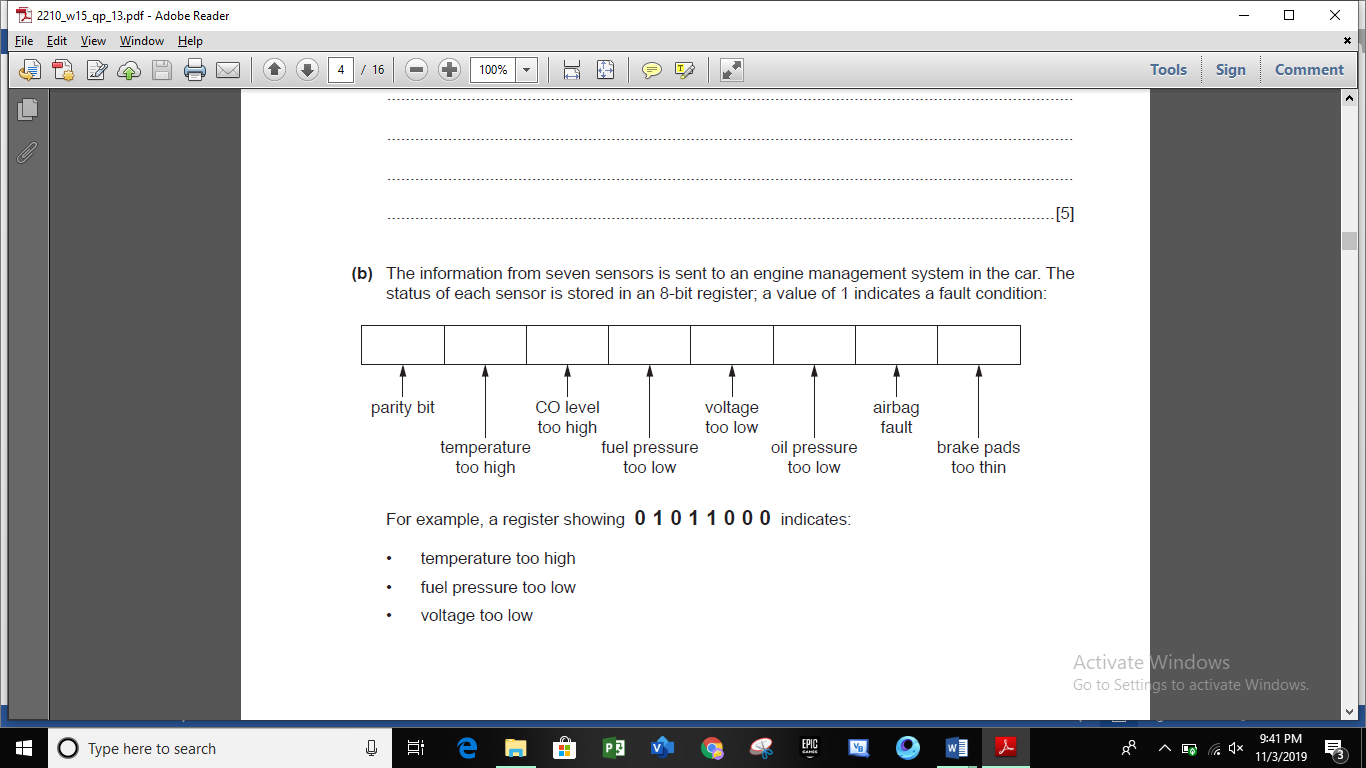 2210_w15_qp_13.pdf - Adobe Reader
File Edit View Window Help
4 / 16 100% Tools Sign Comment
[5]
(b) The information from seven sensors is sent to an engine management system in the car. The
status of each sensor is stored in an 8-bit register; a value of 1 indicates a fault condition:
parity bit CO level voltage airbag
too high too low fault
temperature fuel pressure oil pressure brake pads
too high too low too low too thin
For example, a register showing 0 1 0 1 1 0 0 0 indicates:
• temperature too high
• fuel pressure too low
• voltage too low
Activate Windows
Go to Settings to activate Windows.
Type here to search
EPIC
GAMES
9:41 PM
11/3/2019
3